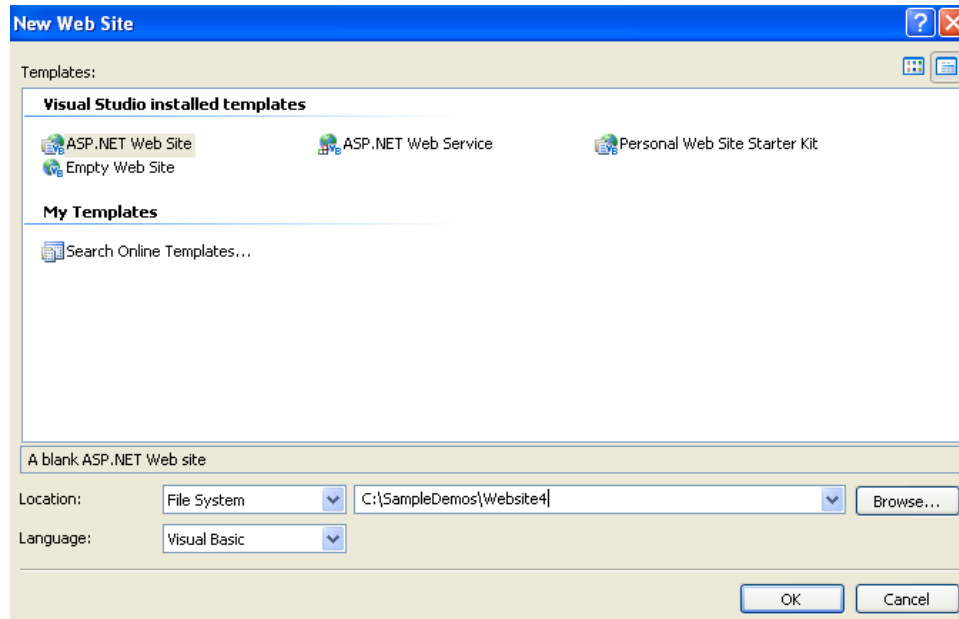 New Web Site
Templates:
Visual Studio installed templates
ASP.NET Web Site ASP.NET Web Service Personal Web Site Starter Kit
Empty Web Site
My Templates
Search Online Templates...
A blank ASP.NET Web site
Location: File System C:\SampleDemos\Website4 Browse...
Language: Visual Basic
OK Cancel